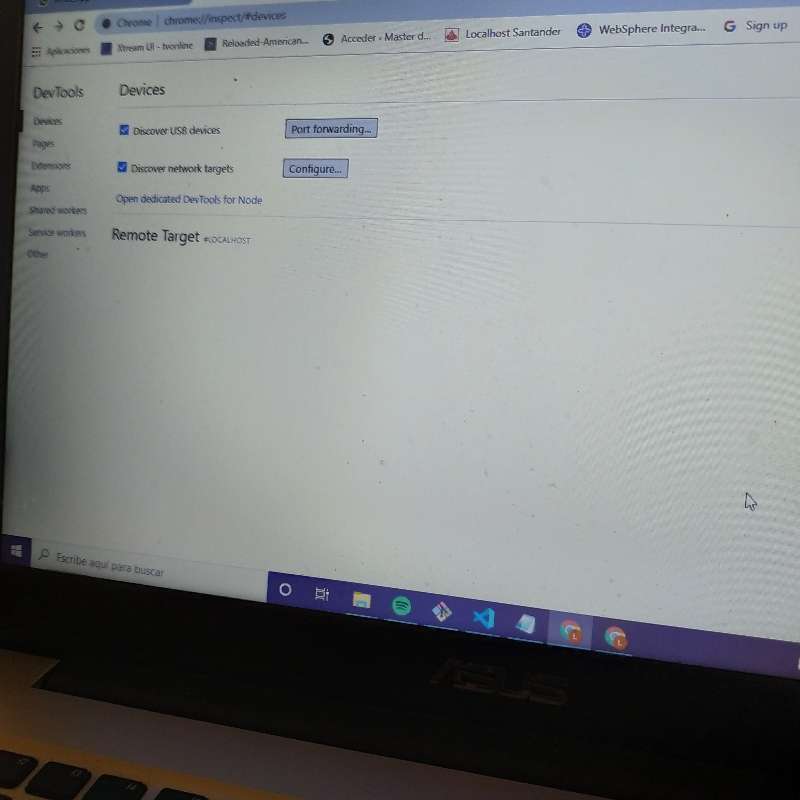 Chrome | chrome://inspect/#devices
Aplicaciones Xtream UI - tvonline Reloaded-American... Acceder ‹ Master d... Localhost Santander WebSphere Integra... Sign up
DevTools
Devices
Pages
Extensions
Apps
Shared workers
Service workers
Other
Devices
Discover USB devices Port forwarding...
Discover network targets Configure...
Open dedicated DevTools for Node
Remote Target #LOCALHOST
Escribe aquí para buscar
L
L
ASUS